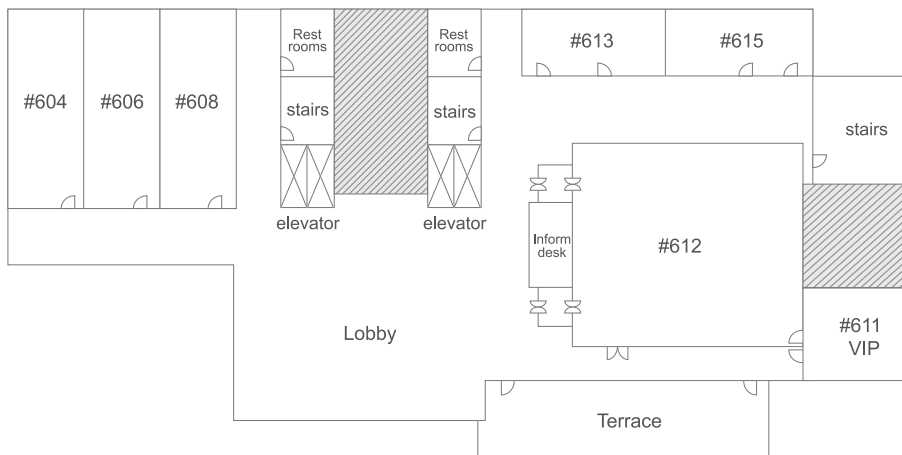 Rest
rooms
Rest
rooms
#613
#615
#604
#606
#608
stairs
stairs
stairs
elevator
elevator
Inform
desk
#612
#611
VIP
Lobby
Terrace